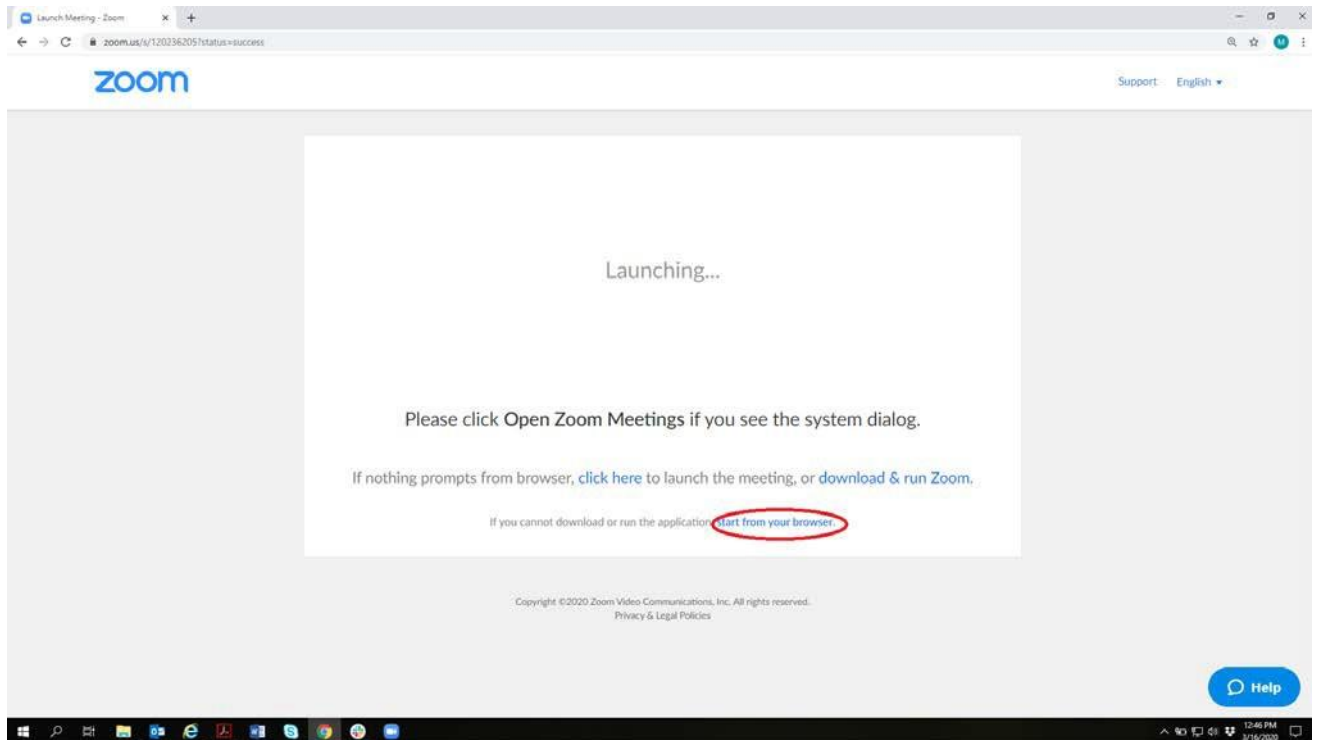 Launch Meeting - Zoom
zoom.us/s/120236205?status=success
M
zoom
Support English
Launching...
Please click Open Zoom Meetings if you see the system dialog.
If nothing prompts from browser, click here to launch the meeting, or download & run Zoom.
If you cannot download or run the application, start from your browser.
Copyright ©2020 Zoom Video Communications, Inc. All rights reserved.
Privacy & Legal Policies
Help
12:46 PM
3/16/2020